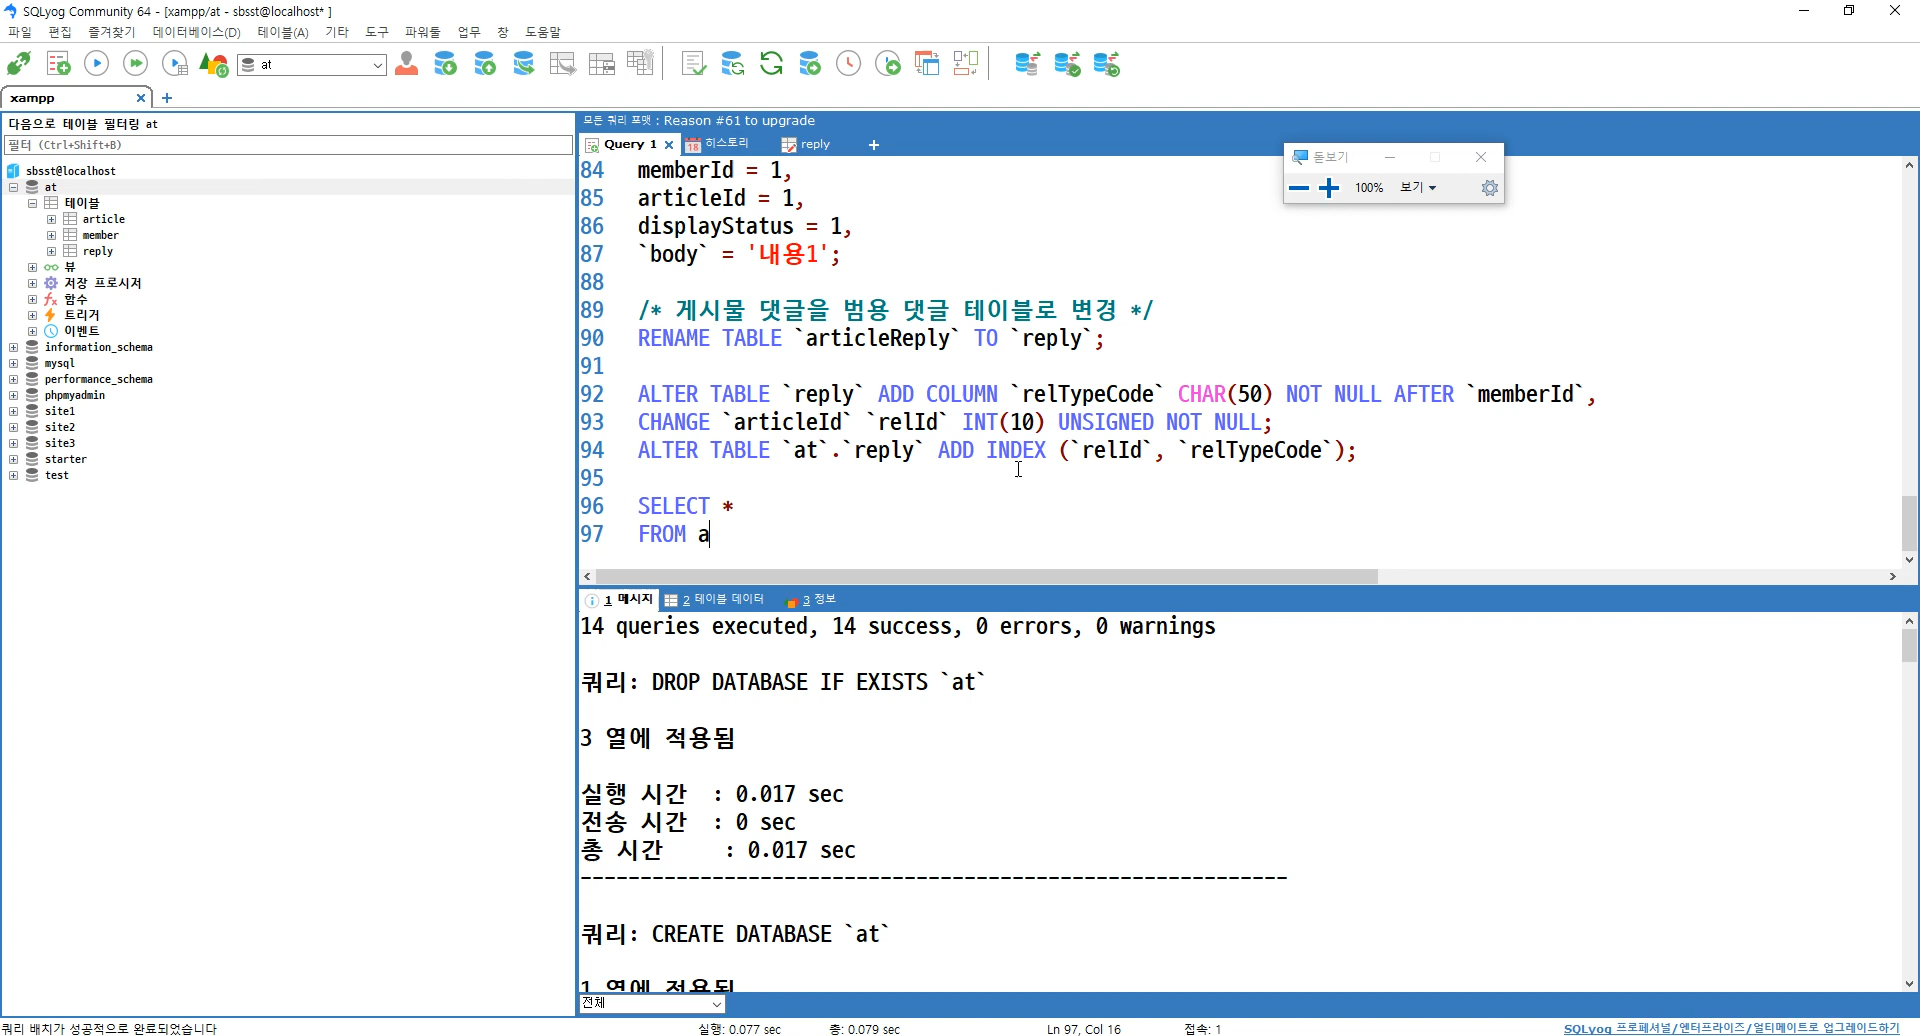 SQLyog Community 64 - [xampp/at - sbsst@localhost* ]
파일 편집 즐겨찾기 데이터베이스(D) 테이블(A) 기타 도구 파워툴 업무 창 도움말
at
xampp
다음으로 테이블 필터링 at
필터 (Ctrl+Shift+B)
sbsst@localhost
at
테이블
article
member
reply
뷰
저장 프로시저
함수
트리거
이벤트
information_schema
mysql
performance_schema
phpmyadmin
site1
site2
site3
starter
test
모든 쿼리 포맷 : Reason #61 to upgrade
Query 1 18 히스토리 reply
돋보기
100% 보기
84 memberId = 1,
85 articleId = 1,
86 displayStatus = 1,
87 `body` = '내용1';
88
89 /* 게시물 댓글을 범용 댓글 테이블로 변경 */
90 RENAME TABLE `articleReply` TO `reply`;
91
92 ALTER TABLE `reply` ADD COLUMN `relTypeCode` CHAR(50) NOT NULL AFTER `memberId`,
93 CHANGE `articleId` `relId` INT(10) UNSIGNED NOT NULL;
94 ALTER TABLE `at`.`reply` ADD INDEX (`relId`, `relTypeCode`);
95
96 SELECT *
97 FROM a
1 메시지 2 테이블 데이터 3 정보
14 queries executed, 14 success, 0 errors, 0 warnings
쿼리: DROP DATABASE IF EXISTS `at`
3 열에 적용됨
실행 시간 : 0.017 sec
전송 시간 : 0 sec
총 시간 : 0.017 sec
-----------------------------------------------------------
쿼리: CREATE DATABASE `at`
1 열에 적용됨
전체
쿼리 배치가 성공적으로 완료되었습니다 실행: 0.077 sec 총: 0.079 sec Ln 97, Col 16 접속: 1 SQLyog 프로페셔널/엔터프라이즈/얼티메이트로 업그레이드하기